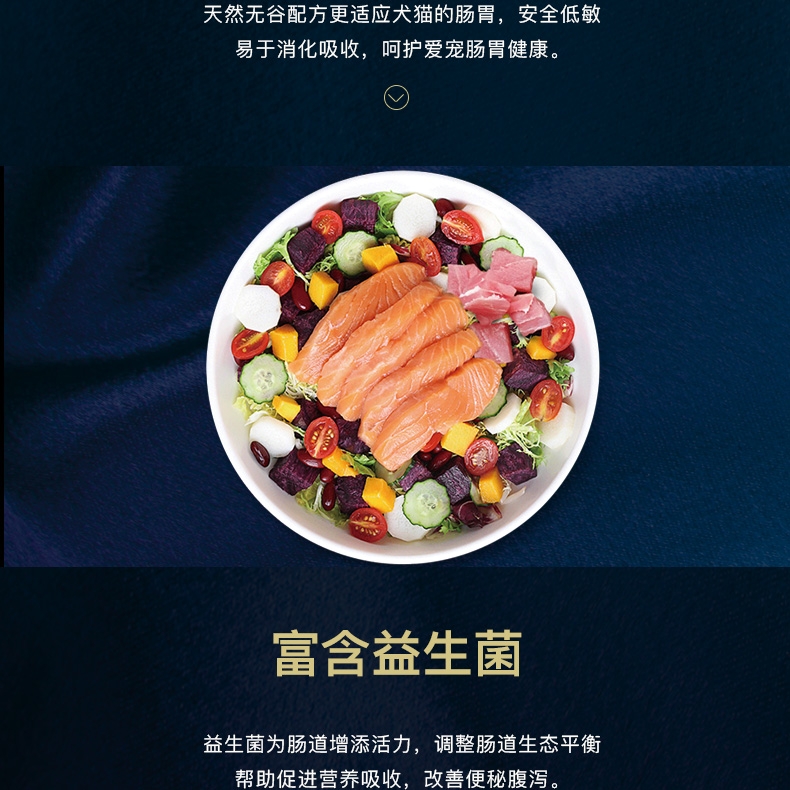 天然无谷配方更适应犬猫的肠胃，安全低敏
易于消化吸收，呵护爱宠肠胃健康。
富含益生菌
益生菌为肠道增添活力，调整肠道生态平衡
帮助促进营养吸收，改善便秘腹泻。